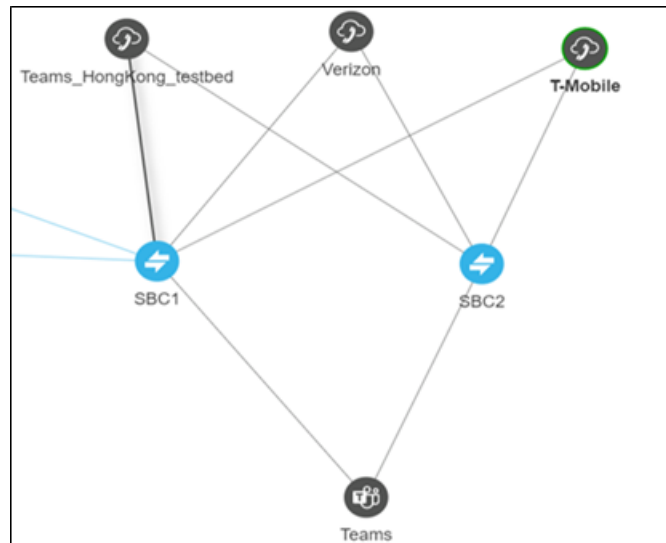 Teams_HongKong_testbed
Verizon
T-Mobile
SBC1
SBC2
T
Teams